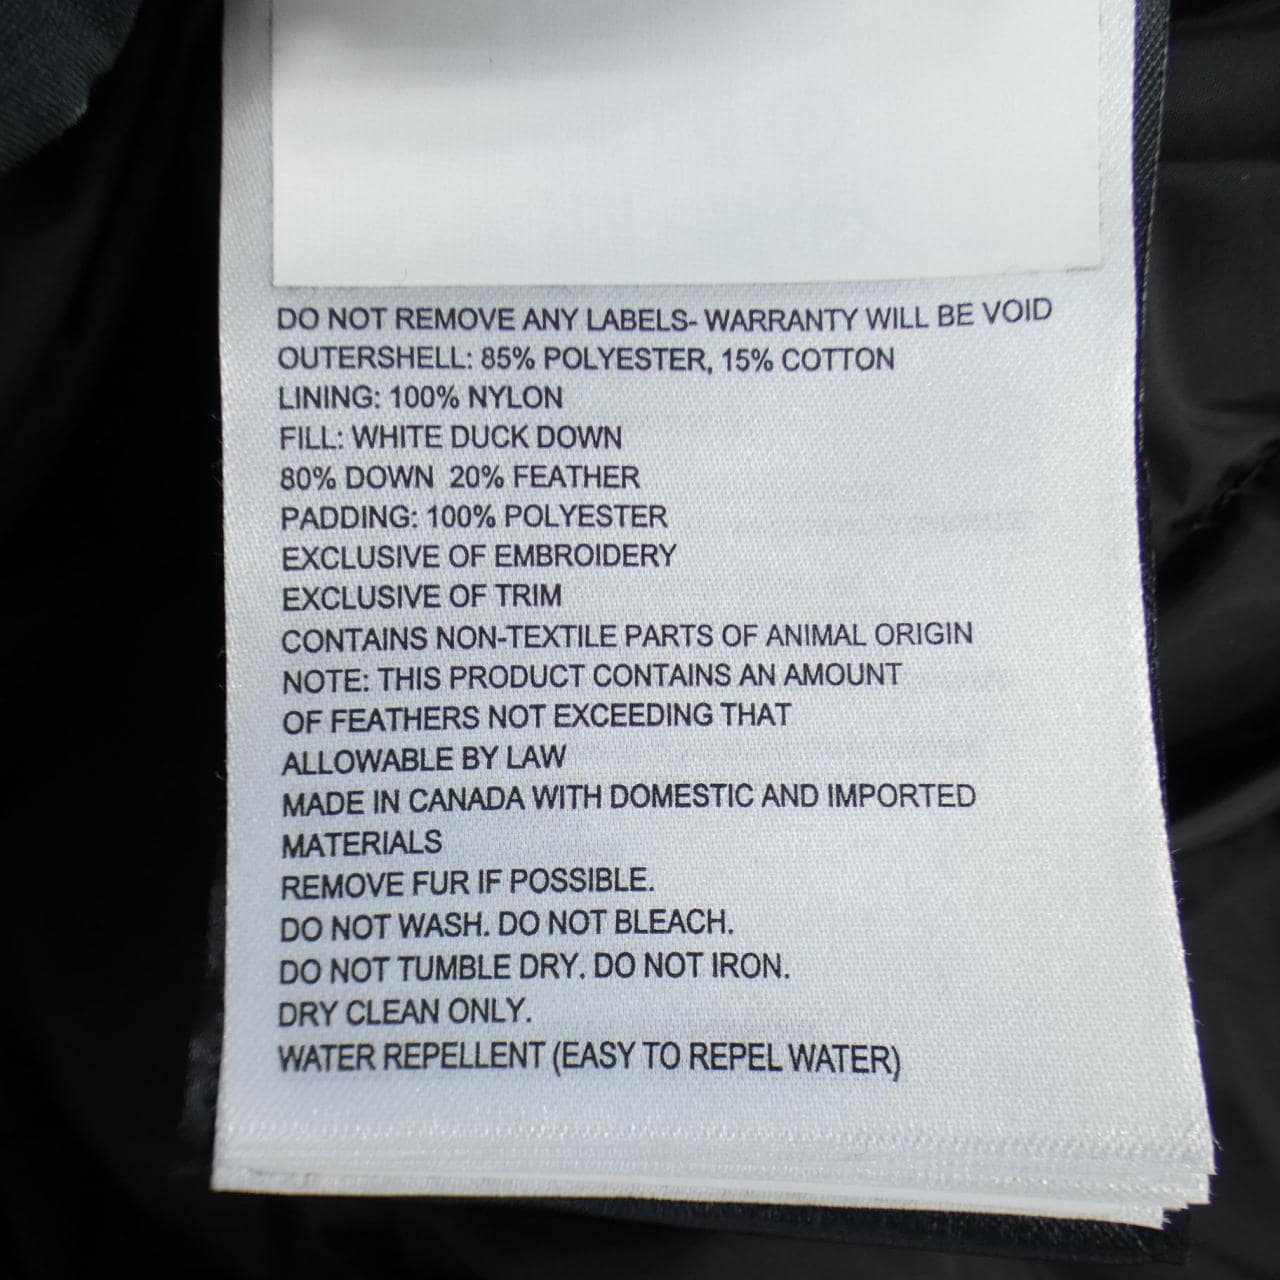 DO NOT REMOVE ANY LABELS- WARRANTY WILL BE VOID
OUTERSHELL: 85% POLYESTER, 15% COTTON
LINING: 100% NYLON
FILL: WHITE DUCK DOWN
80% DOWN  20% FEATHER
PADDING: 100% POLYESTER
EXCLUSIVE OF EMBROIDERY
EXCLUSIVE OF TRIM
CONTAINS NON-TEXTILE PARTS OF ANIMAL ORIGIN
NOTE: THIS PRODUCT CONTAINS AN AMOUNT
OF FEATHERS NOT EXCEEDING THAT
ALLOWABLE BY LAW
MADE IN CANADA WITH DOMESTIC AND IMPORTED
MATERIALS
REMOVE FUR IF POSSIBLE.
DO NOT WASH. DO NOT BLEACH.
DO NOT TUMBLE DRY. DO NOT IRON.
DRY CLEAN ONLY.
WATER REPELLENT (EASY TO REPEL WATER)